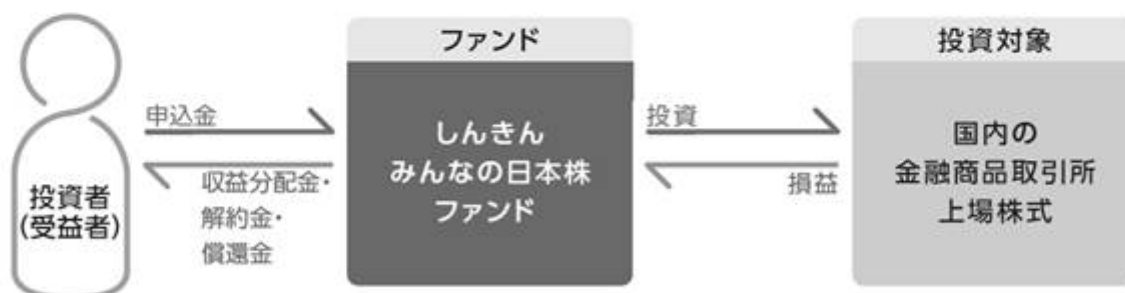 投資者
(受益者)
申込金
収益分配金・
解約金・
償還金
ファンド
しんきん
みんなの日本株
ファンド
投資
損益
投資対象
国内の
金融商品取引所
上場株式